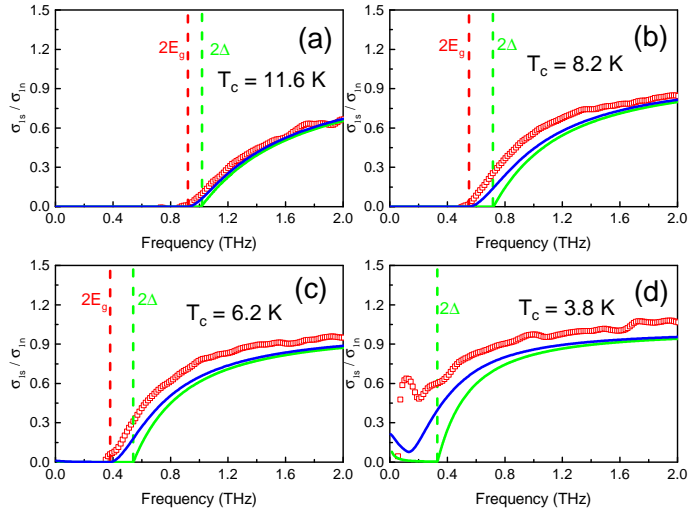 1.5
1.2
0.9
0.6
0.3
0.0
σ1s / σ1n
2Eg
2Δ
(a)
Tc = 11.6 K
0.0 0.4 0.8 1.2 1.6 2.0
Frequency (THz)
1.5
1.2
0.9
0.6
0.3
0.0
σ1s / σ1n
2Eg
2Δ
(b)
Tc = 8.2 K
0.0 0.4 0.8 1.2 1.6 2.0
Frequency (THz)
1.5
1.2
0.9
0.6
0.3
0.0
σ1s / σ1n
2Eg
2Δ
(c)
Tc = 6.2 K
0.0 0.4 0.8 1.2 1.6 2.0
Frequency (THz)
1.5
1.2
0.9
0.6
0.3
0.0
σ1s / σ1n
2Δ
(d)
Tc = 3.8 K
0.0 0.4 0.8 1.2 1.6 2.0
Frequency (THz)